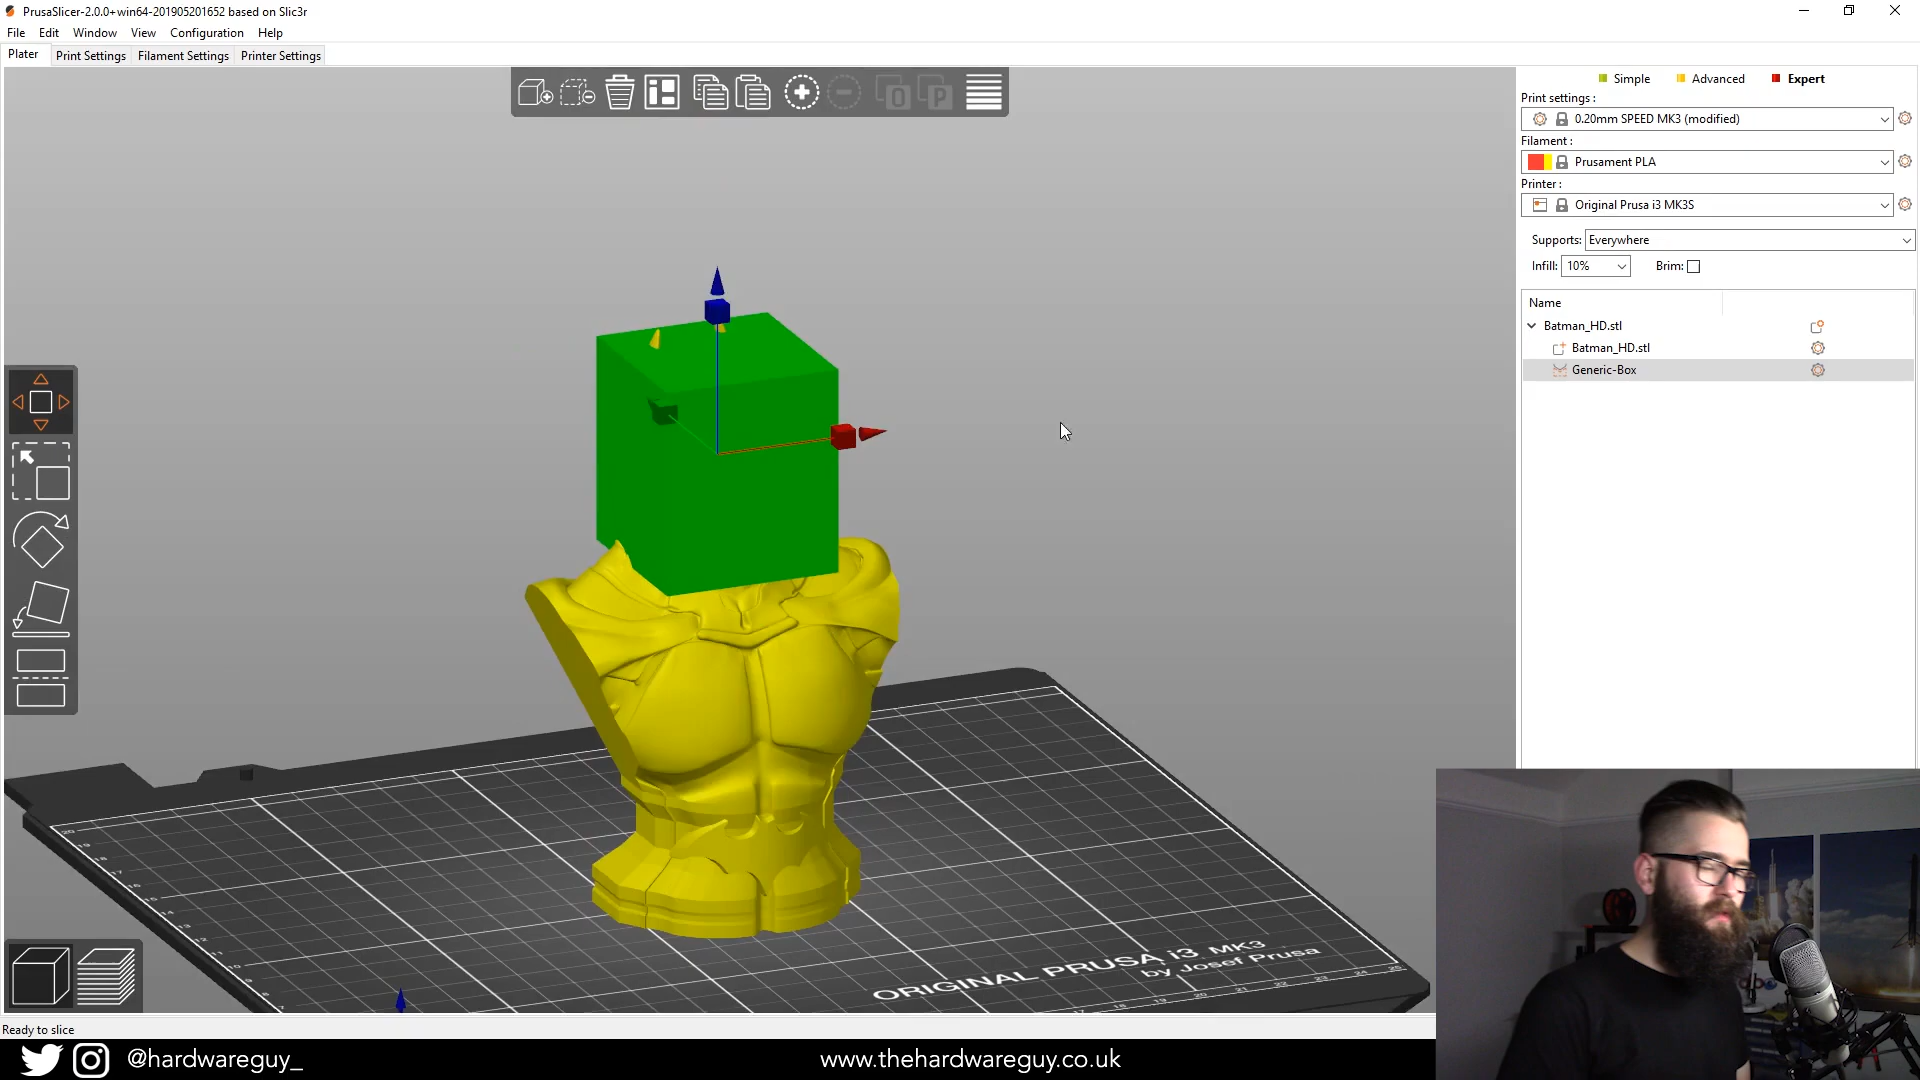 PrusaSlicer-2.0.0+win64-201905201652 based on Slic3r
File Edit Window View Configuration Help
Plater Print Settings Filament Settings Printer Settings
Simple Advanced Expert
Print settings :
0.20mm SPEED MK3 (modified)
Filament :
Prusament PLA
Printer :
Original Prusa i3 MK3S
Supports: Everywhere
Infill: 10% Brim:
Name
Batman_HD.stl
Batman_HD.stl
Generic-Box
ORIGINAL PRUSA i3 MK3
by Josef Prusa
Ready to slice
@hardwareguy_
www.thehardwareguy.co.uk